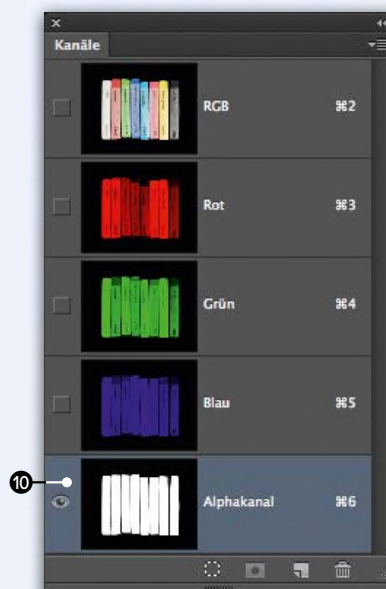 Kanäle
RGB ⌘2
Rot ⌘3
Grün ⌘4
Blau ⌘5
10
Alphakanal ⌘6